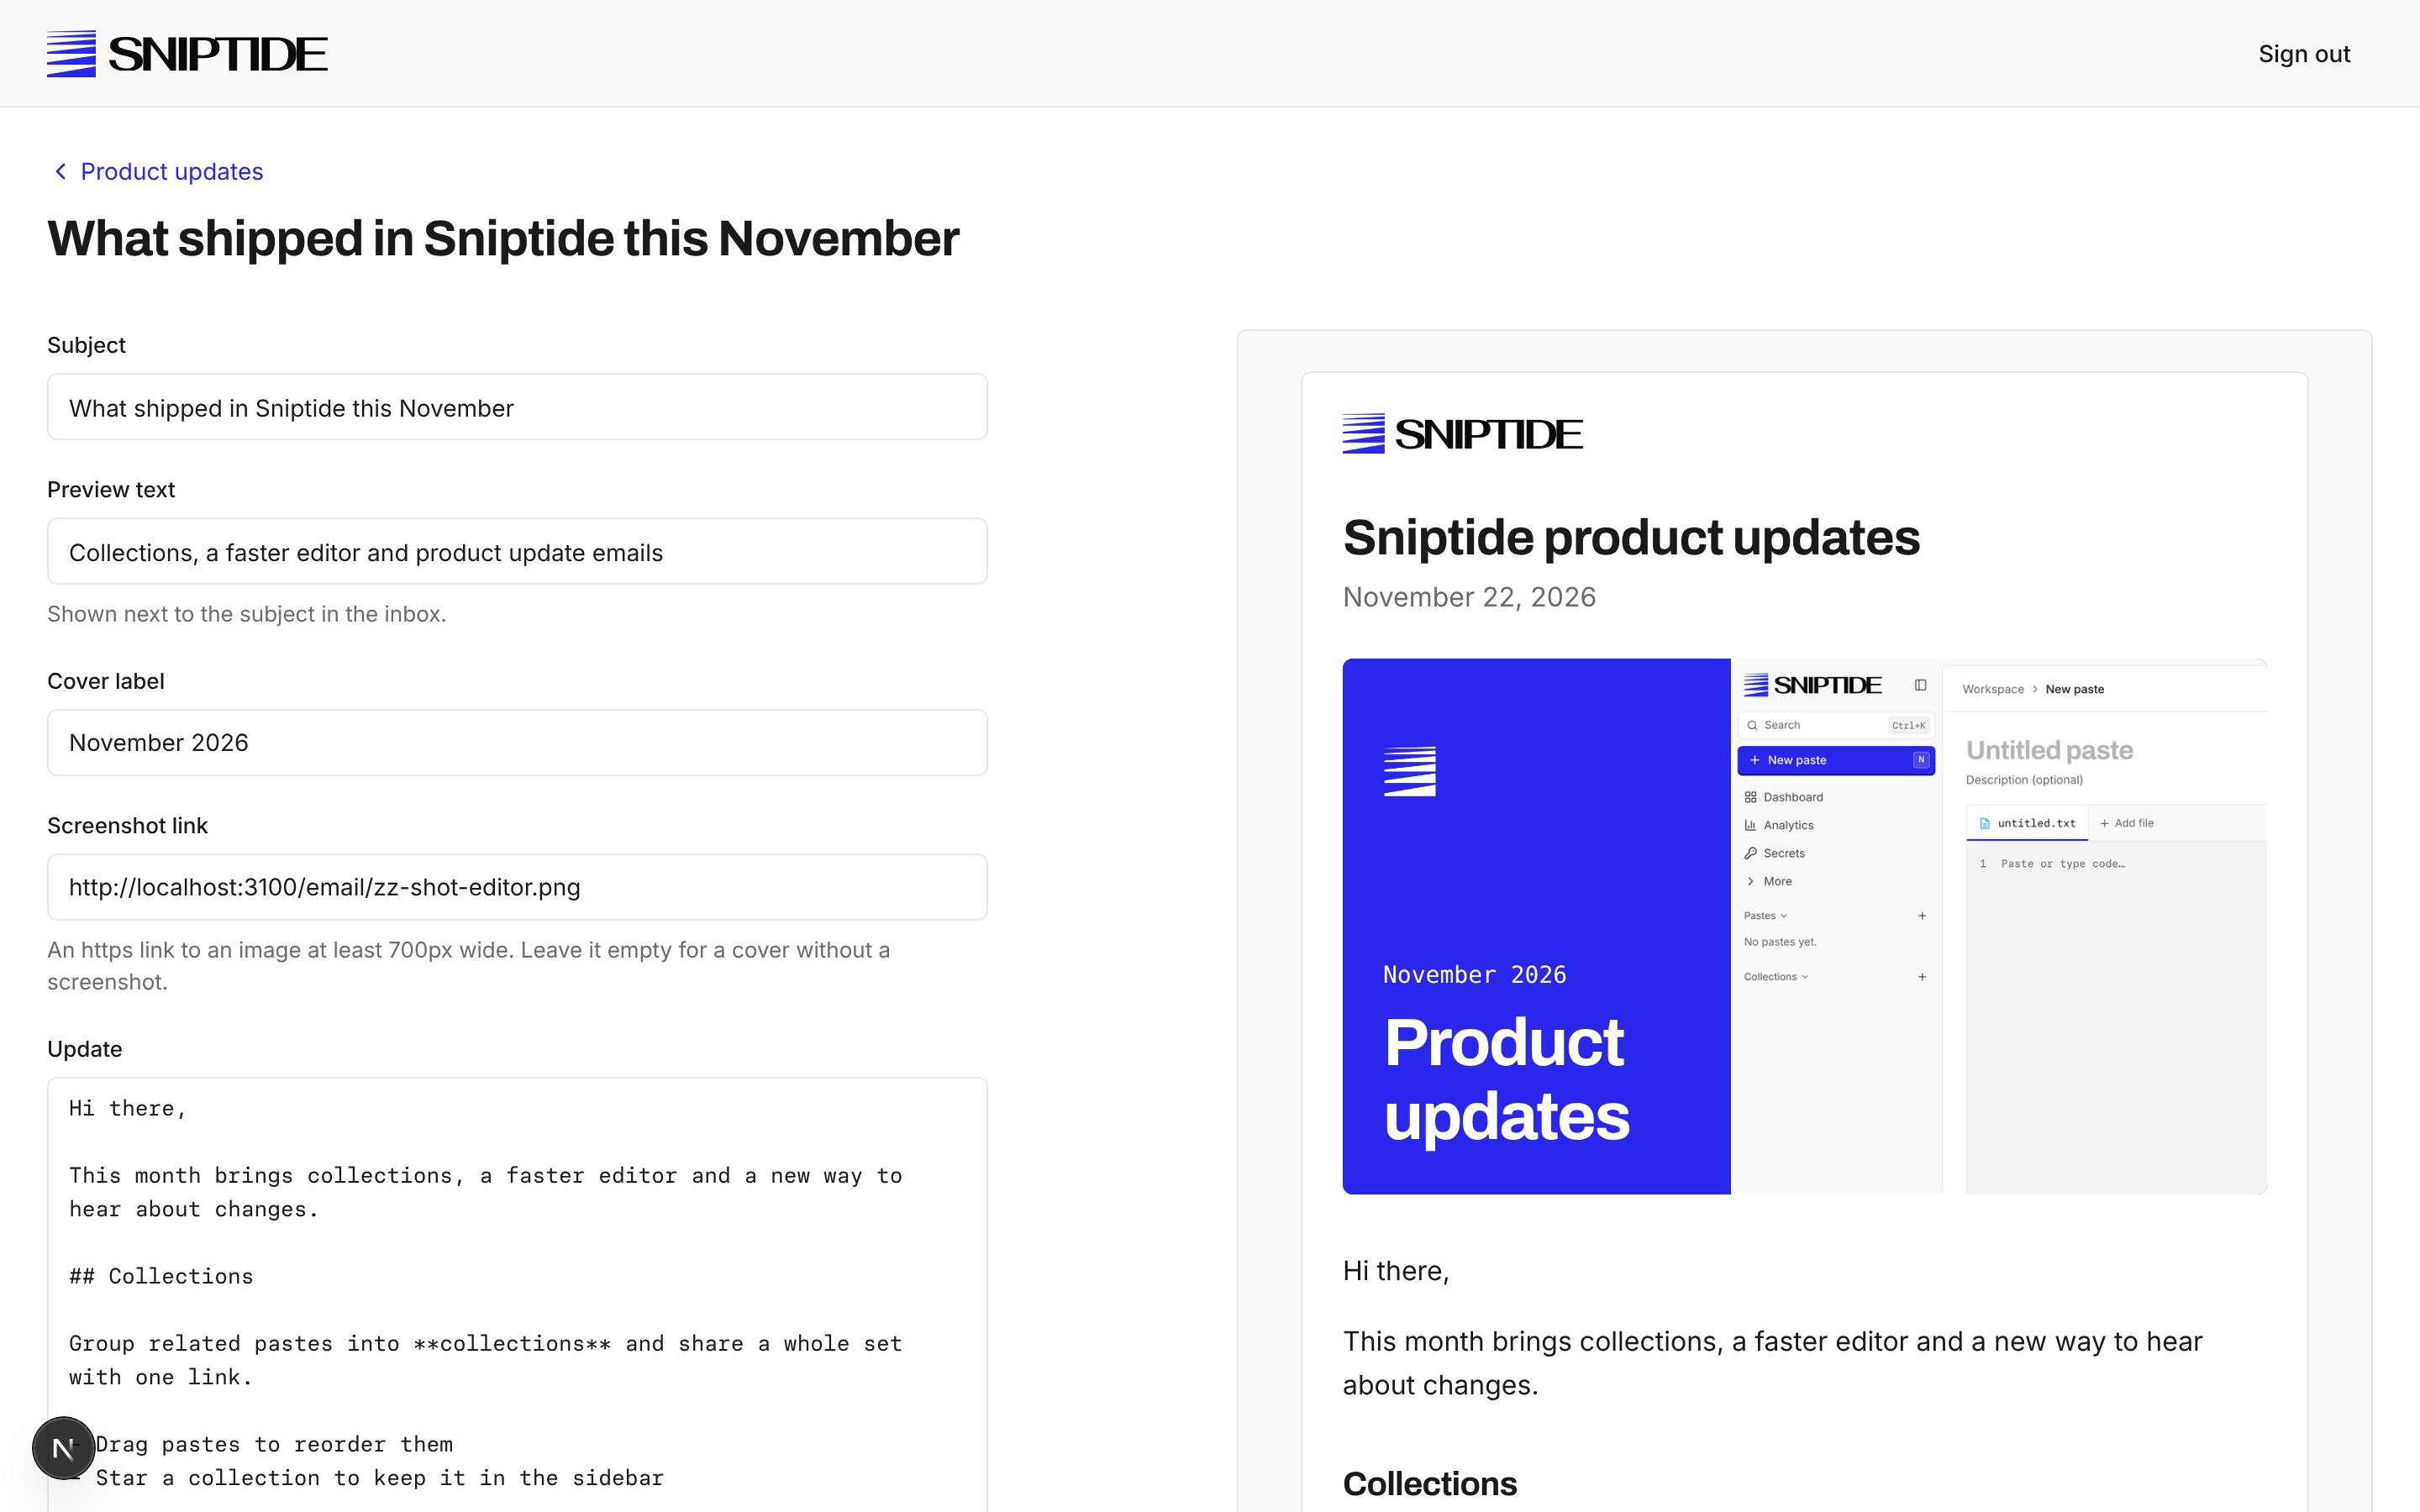 SNIPTIDE
Sign out
Product updates
What shipped in Sniptide this November
Subject
What shipped in Sniptide this November
Preview text
Collections, a faster editor and product update emails
Shown next to the subject in the inbox.
Cover label
November 2026
Screenshot link
http://localhost:3100/email/zz-shot-editor.png
An https link to an image at least 700px wide. Leave it empty for a cover without a
screenshot.
Update
Hi there,
This month brings collections, a faster editor and a new way to
hear about changes.
## Collections
Group related pastes into **collections** and share a whole set
with one link.
- Drag pastes to reorder them
- Star a collection to keep it in the sidebar
N
SNIPTIDE
Sniptide product updates
November 22, 2026
November 2026
Product
updates
SNIPTIDE
Search Ctrl+K
+ New paste N
Dashboard
Analytics
Secrets
More
Pastes +
No pastes yet.
Collections +
Workspace > New paste
Untitled paste
Description (optional)
untitled.txt + Add file
1 Paste or type code…
Hi there,
This month brings collections, a faster editor and a new way to hear
about changes.
Collections